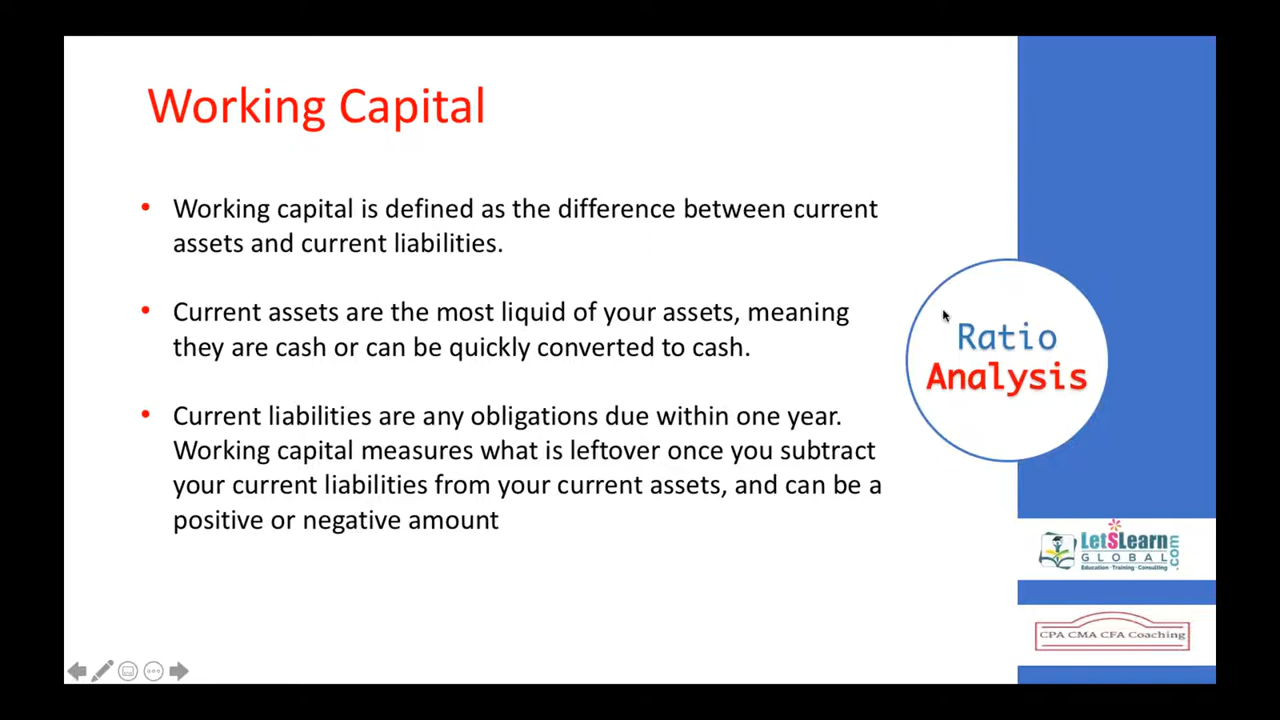 Working Capital
• Working capital is defined as the difference between current
assets and current liabilities.
• Current assets are the most liquid of your assets, meaning
they are cash or can be quickly converted to cash.
• Current liabilities are any obligations due within one year.
Working capital measures what is leftover once you subtract
your current liabilities from your current assets, and can be a
positive or negative amount
Ratio
Analysis
LetSLearn
GLOBAL.com
Education·Training·Consulting
CPA CMA CFA Coaching